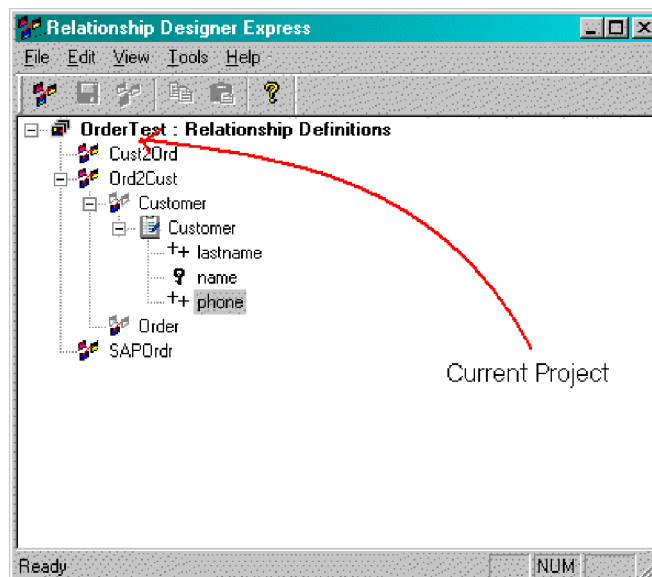 Relationship Designer Express
File Edit View Tools Help
OrderTest : Relationship Definitions
Cust2Ord
Ord2Cust
Customer
Customer
lastname
name
phone
Order
SAPOrdr
Current Project
Ready NUM